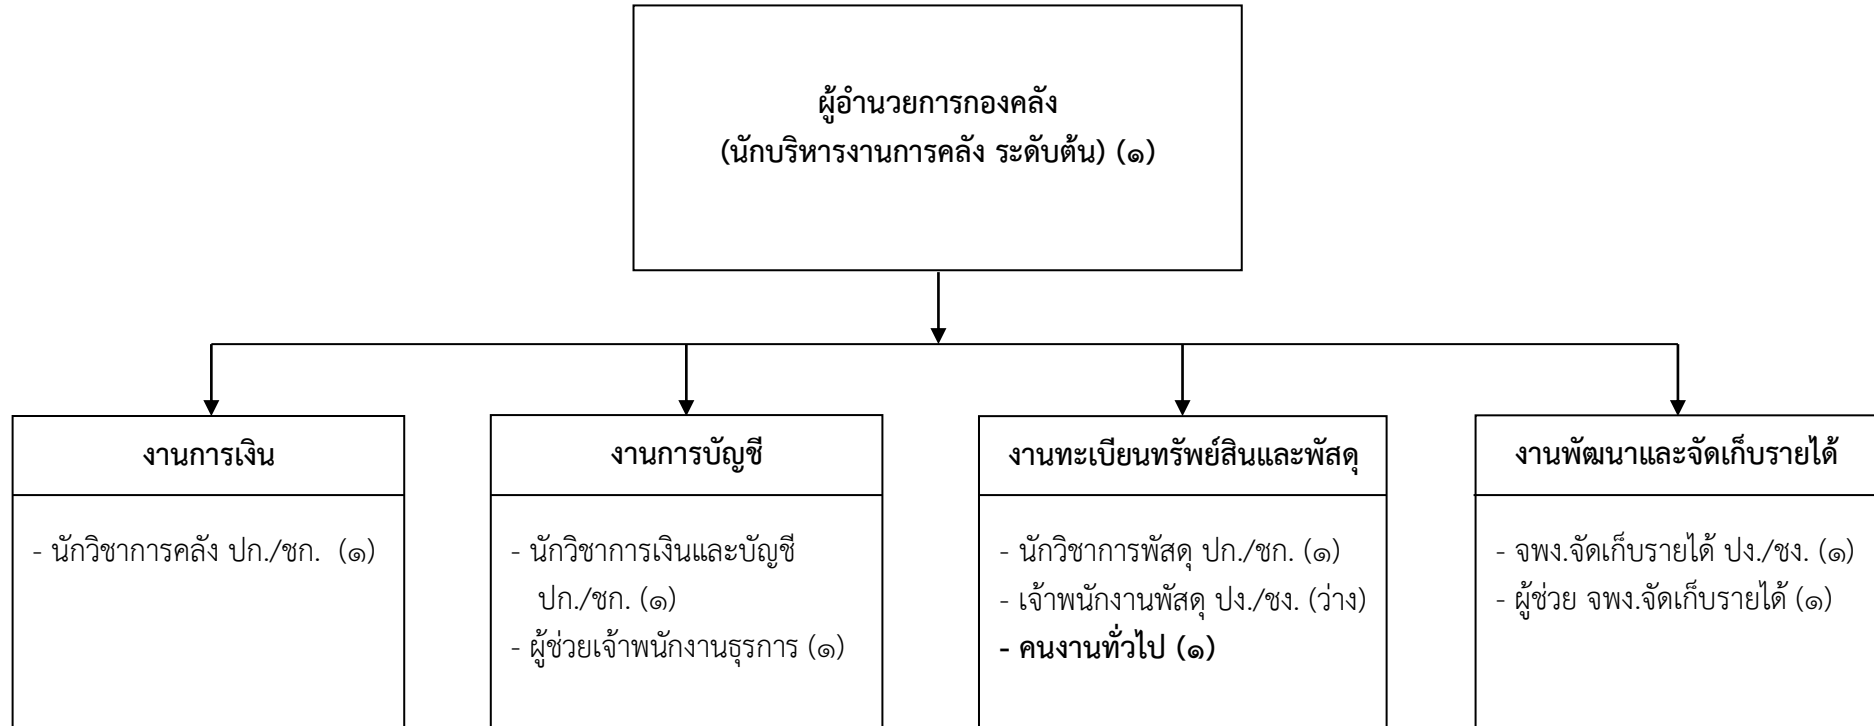 ผู้อำนวยการกองคลัง
(นักบริหารงานการคลัง ระดับต้น) (๑)
งานการเงิน
- นักวิชาการคลัง ปก./ชก. (๑)
งานการบัญชี
- นักวิชาการเงินและบัญชี
ปก./ชก. (๑)
- ผู้ช่วยเจ้าพนักงานธุรการ (๑)
งานทะเบียนทรัพย์สินและพัสดุ
- นักวิชาการพัสดุ ปก./ชก. (๑)
- เจ้าพนักงานพัสดุ ปง./ชง. (ว่าง)
- คนงานทั่วไป (๑)
งานพัฒนาและจัดเก็บรายได้
- จพง.จัดเก็บรายได้ ปง./ชง. (๑)
- ผู้ช่วย จพง.จัดเก็บรายได้ (๑)